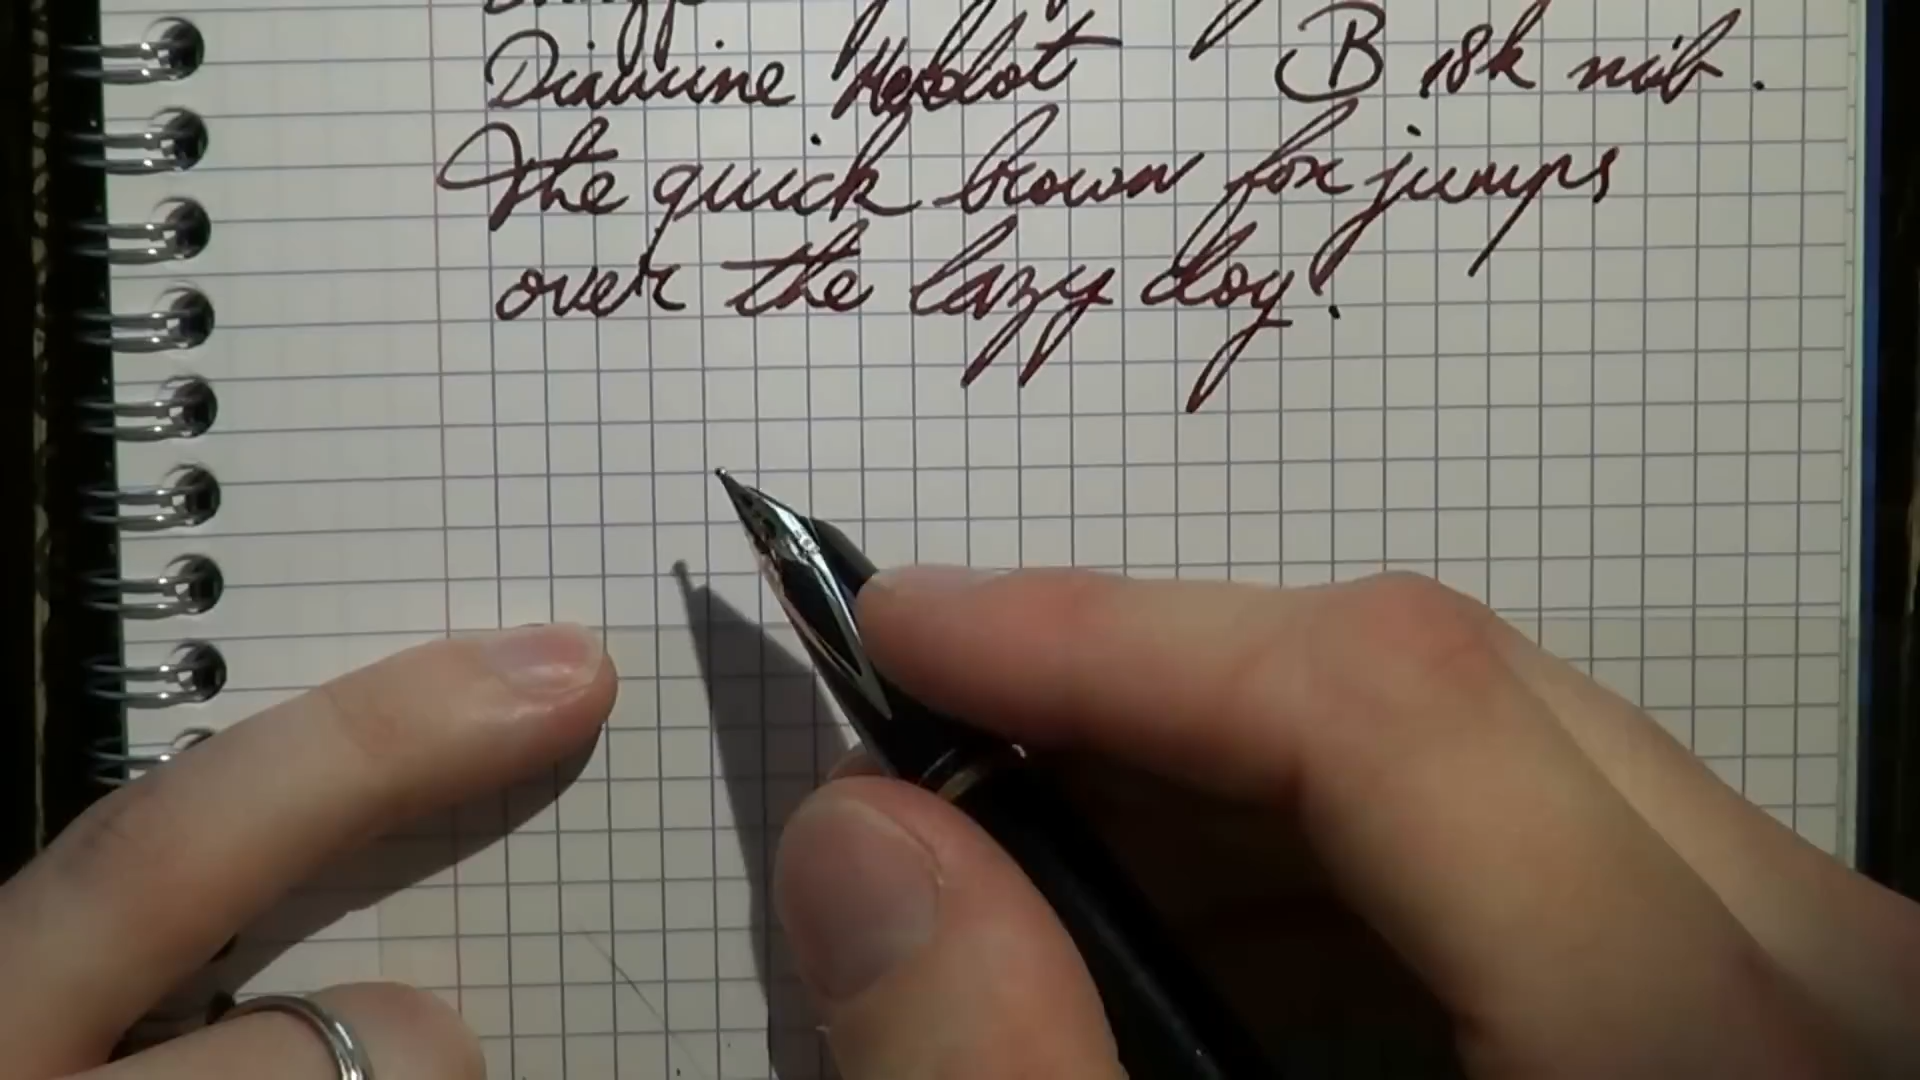 Diamine Merlot B 18k nib.
The quick brown fox jumps
over the lazy dog!